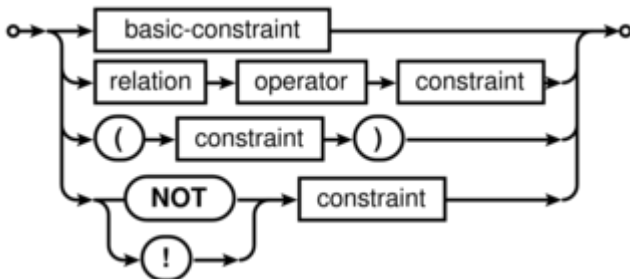 basic-constraint
relation operator constraint
( constraint )
NOT constraint
!